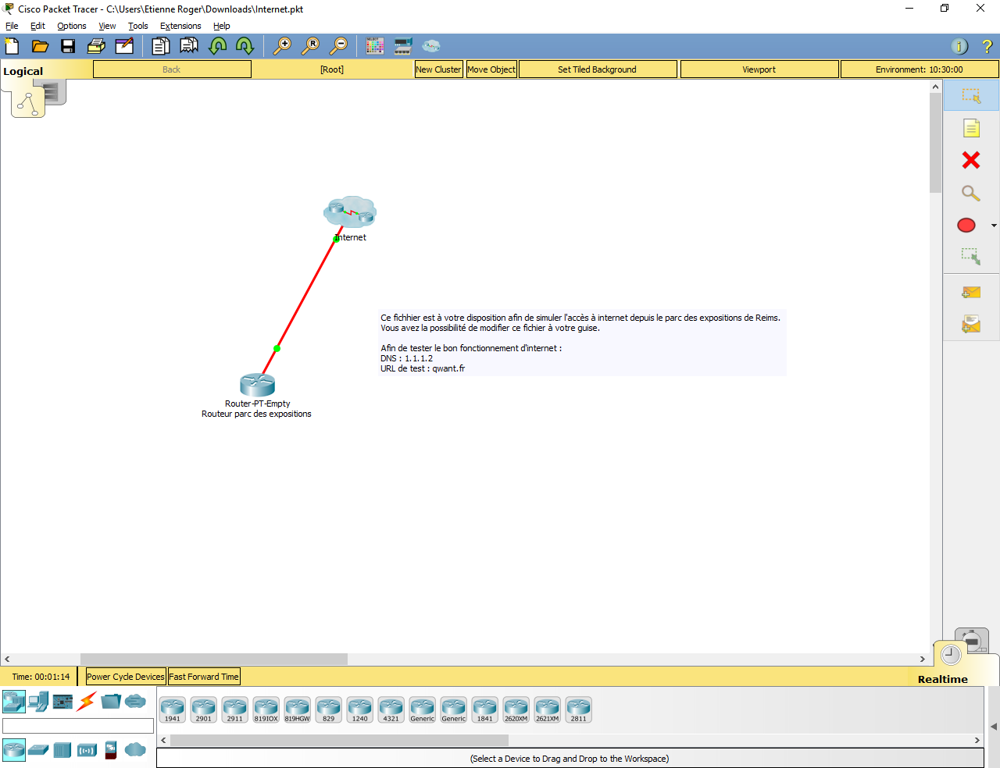 Cisco Packet Tracer - C:\Users\Etienne Roger\Downloads\Internet.pkt
File Edit Options View Tools Extensions Help
Logical Back [Root] New Cluster Move Object Set Tiled Background Viewport Environment: 10:30:00
Internet
Ce fichhier est à votre disposition afin de simuler l'accès à internet depuis le parc des expositions de Reims.
Vous avez la possibilité de modifier ce fichier à votre guise.
Afin de tester le bon fonctionnement d'internet :
DNS : 1.1.1.2
URL de test : qwant.fr
Router-PT-Empty
Routeur parc des expositions
Time: 00:01:14 Power Cycle Devices Fast Forward Time Realtime
1941 2901 2911 819IOX 819HGW 829 1240 4321 Generic Generic 1841 2620XM 2621XM 2811
(Select a Device to Drag and Drop to the Workspace)